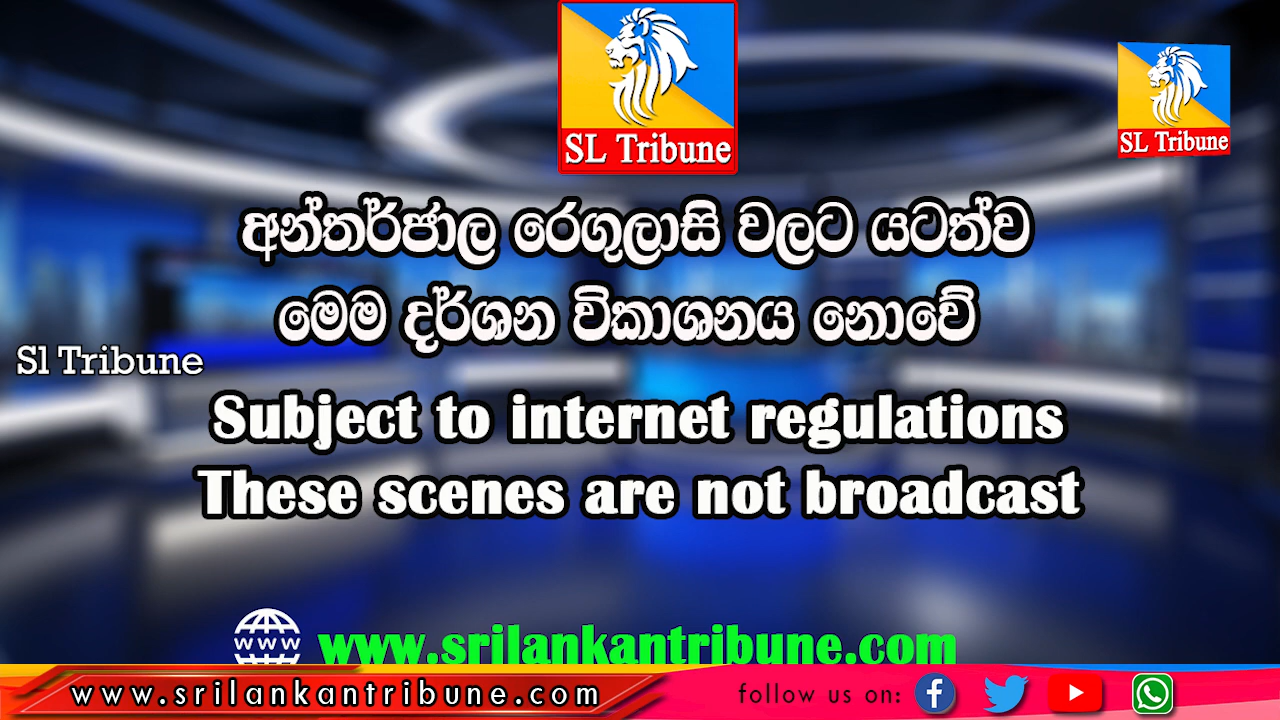 SL Tribune
SL Tribune
අන්තර්ජාල රෙගුලාසි වලට යටත්ව
මෙම දර්ශන විකාශනය නොවේ
Sl Tribune
Subject to internet regulations
These scenes are not broadcast
www
www.srilankantribune.com
www.srilankantribune.com
follow us on: